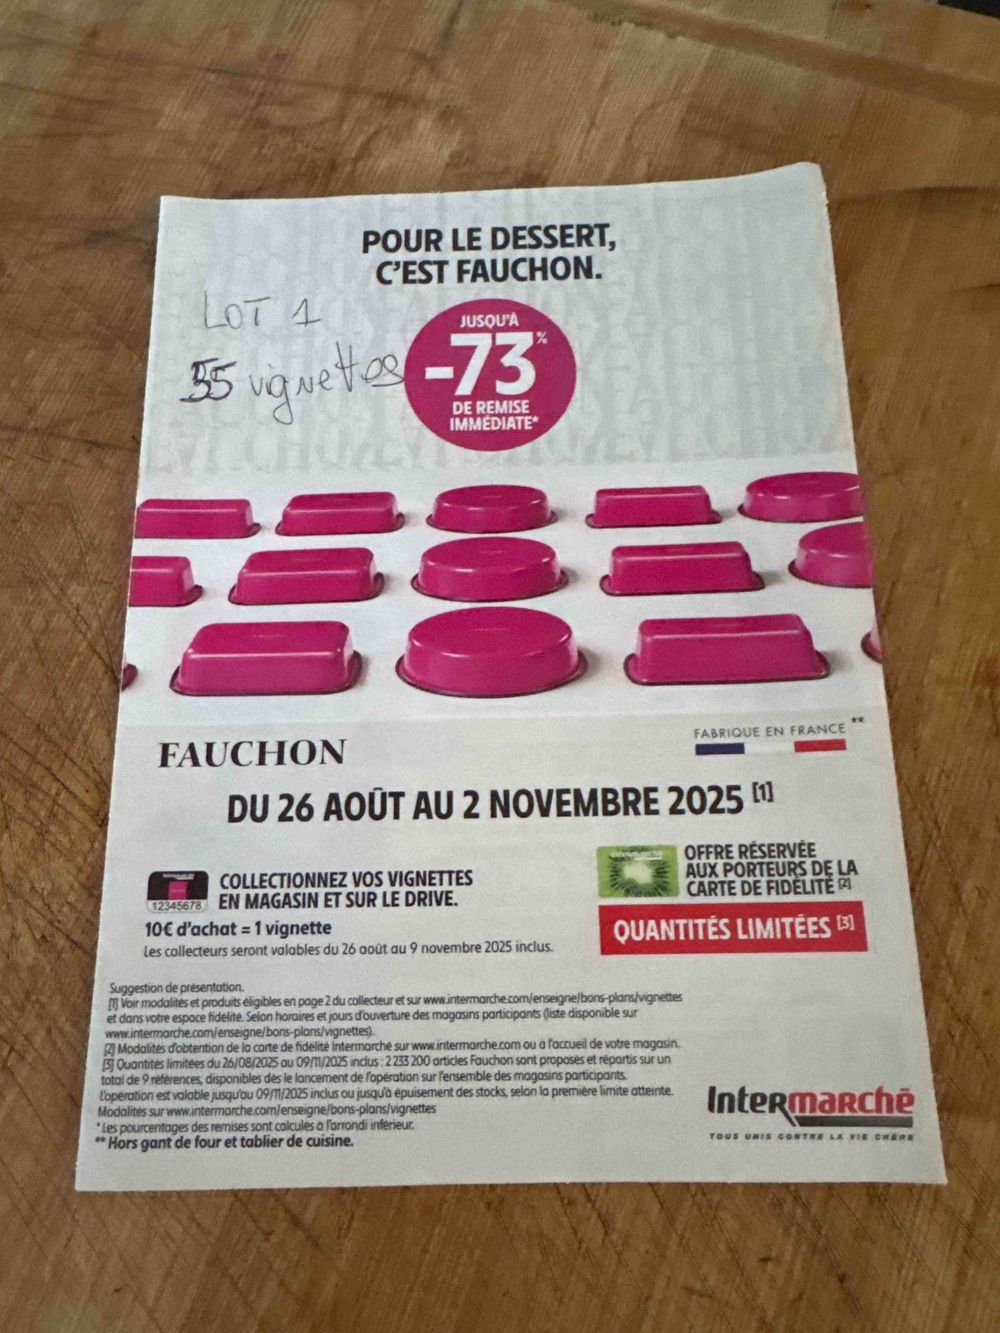 POUR LE DESSERT,
C'EST FAUCHON.
LOT 1
55 vignettes
JUSQU'À
-73%
DE REMISE
IMMÉDIATE*
FAUCHON
FABRIQUÉ EN FRANCE **
DU 26 AOÛT AU 2 NOVEMBRE 2025 [1]
12345678
COLLECTIONNEZ VOS VIGNETTES
EN MAGASIN ET SUR LE DRIVE.
10€ d'achat = 1 vignette
Les collecteurs seront valables du 26 août au 9 novembre 2025 inclus.
OFFRE RÉSERVÉE
AUX PORTEURS DE LA
CARTE DE FIDÉLITÉ [2]
QUANTITÉS LIMITÉES [3]
Suggestion de présentation.
[1] Voir modalités et produits éligibles en page 2 du collecteur et sur www.intermarche.com/enseigne/bons-plans/vignettes
et dans votre espace fidélité. Selon horaires et jours d'ouverture des magasins participants (liste disponible sur
www.intermarche.com/enseigne/bons-plans/vignettes).
[2] Modalités d'obtention de la carte de fidélité Intermarché sur www.intermarche.com ou à l'accueil de votre magasin.
[3] Quantités limitées du 26/08/2025 au 09/11/2025 inclus : 2 233 200 articles Fauchon sont proposés et répartis sur un
total de 9 références, disponibles dès le lancement de l'opération sur l'ensemble des magasins participants.
L'opération est valable jusqu'au 09/11/2025 inclus ou jusqu'à épuisement des stocks, selon la première limite atteinte.
Modalités sur www.intermarche.com/enseigne/bons-plans/vignettes
* Les pourcentages des remises sont calculés à l'arrondi inférieur.
** Hors gant de four et tablier de cuisine.
Intermarché
TOUS UNIS CONTRE LA VIE CHÈRE